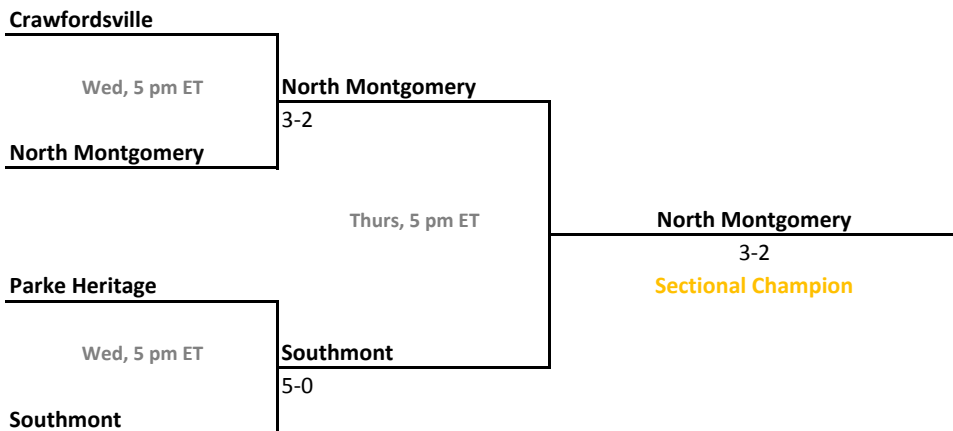 Crawfordsville
Wed, 5 pm ET
North Montgomery
3-2
North Montgomery
Thurs, 5 pm ET
North Montgomery
3-2
Sectional Champion
Parke Heritage
Wed, 5 pm ET
Southmont
5-0
Southmont